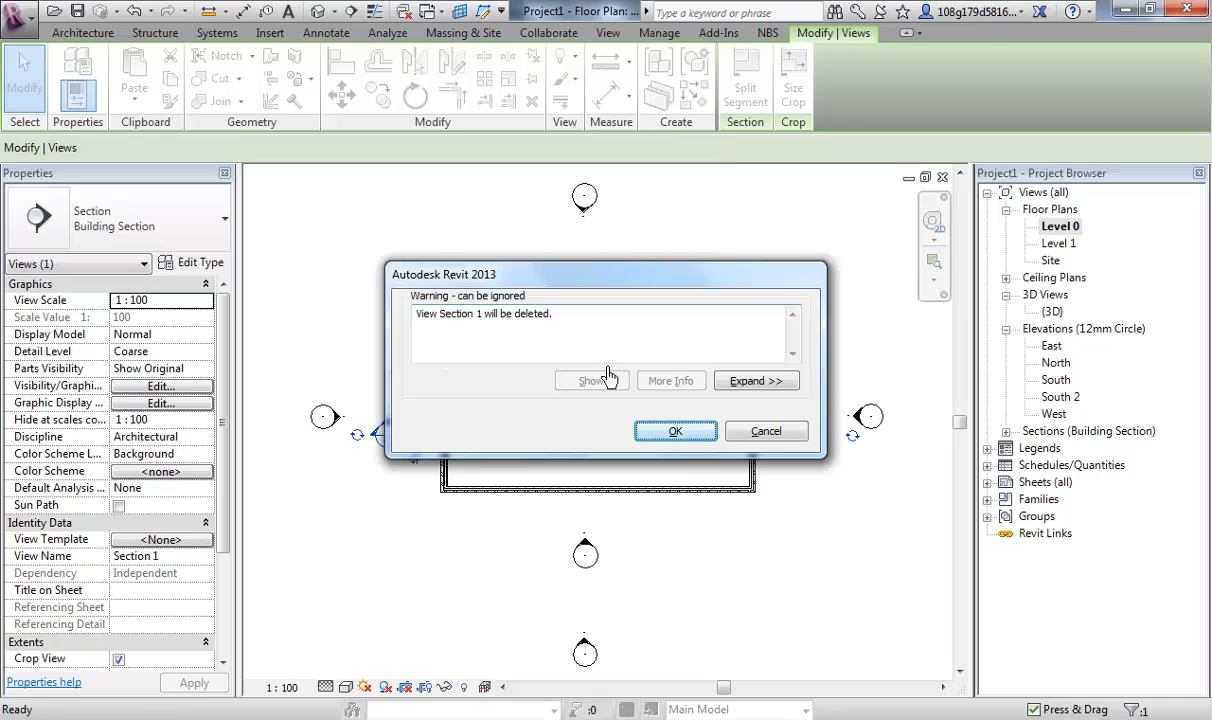 Project1 - Floor Plan: ...
Type a keyword or phrase
108g179d5816...
Architecture
Structure
Systems
Insert
Annotate
Analyze
Massing & Site
Collaborate
View
Manage
Add-Ins
NBS
Modify | Views
Modify
Paste
Notch
Cut
Join
Split
Segment
Size
Crop
Select
Properties
Clipboard
Geometry
Modify
View
Measure
Create
Section
Crop
Modify | Views
Properties
Section
Building Section
Views (1)
Edit Type
Graphics
View Scale
1 : 100
Scale Value 1:
100
Display Model
Normal
Detail Level
Coarse
Parts Visibility
Show Original
Visibility/Graphi...
Edit...
Graphic Display ...
Edit...
Hide at scales co...
1 : 100
Discipline
Architectural
Color Scheme L...
Background
Color Scheme
<none>
Default Analysis ...
None
Sun Path
Identity Data
View Template
<None>
View Name
Section 1
Dependency
Independent
Title on Sheet
Referencing Sheet
Referencing Detail
Extents
Crop View
Properties help
Apply
Autodesk Revit 2013
Warning - can be ignored
View Section 1 will be deleted.
Show
More Info
Expand >>
OK
Cancel
2D
Project1 - Project Browser
Views (all)
Floor Plans
Level 0
Level 1
Site
Ceiling Plans
3D Views
{3D}
Elevations (12mm Circle)
East
North
South
South 2
West
Sections (Building Section)
Legends
Schedules/Quantities
Sheets (all)
Families
Groups
Revit Links
1 : 100
Ready
:0
Main Model
Press & Drag
:1